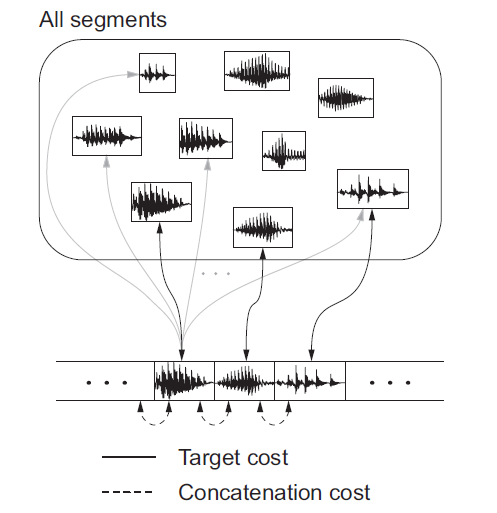 All segments
. . .
Target cost
Concatenation cost